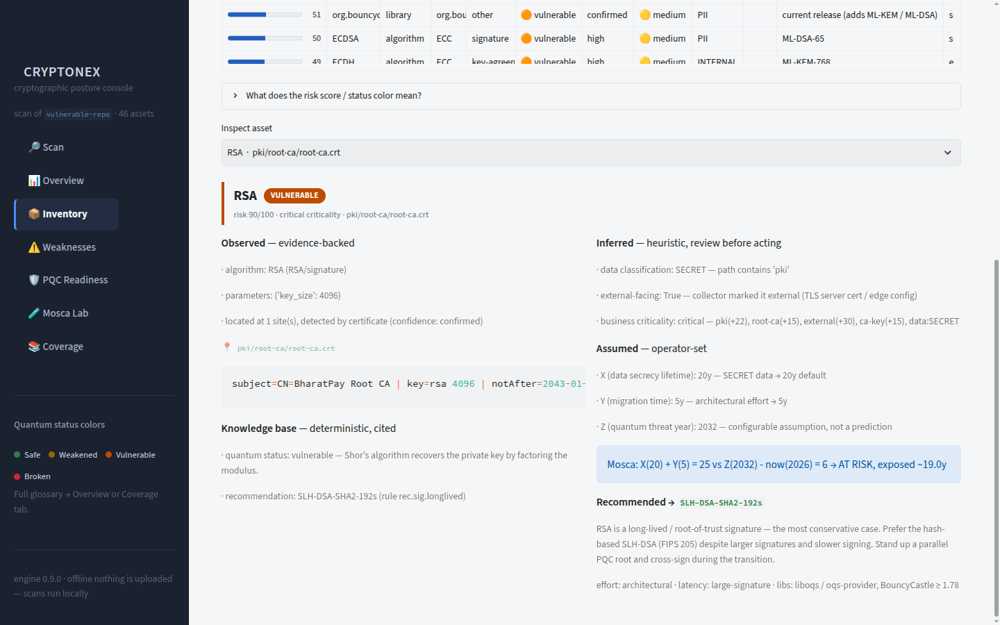 CRYPTONEX
cryptographic posture console
scan of vulnerable-repo · 46 assets
🔎 Scan
📊 Overview
📦 Inventory
⚠️ Weaknesses
🛡️ PQC Readiness
🧪 Mosca Lab
📚 Coverage
Quantum status colors
Safe Weakened Vulnerable
Broken
Full glossary → Overview or Coverage
tab.
engine 0.9.0 · offline nothing is uploaded
— scans run locally
51 org.bouncyc library org.bou other 🟠 vulnerable confirmed 🟡 medium PII current release (adds ML-KEM / ML-DSA) s
50 ECDSA algorithm ECC signature 🟠 vulnerable high 🟡 medium PII ML-DSA-65 s
49 ECDH algorithm ECC key-agreen 🟠 vulnerable high 🟡 medium INTERNAL ML-KEM-768 e
What does the risk score / status color mean?
Inspect asset
RSA · pki/root-ca/root-ca.crt
RSA VULNERABLE
risk 90/100 · critical criticality · pki/root-ca/root-ca.crt
Observed — evidence-backed
· algorithm: RSA (RSA/signature)
· parameters: {'key_size': 4096}
· located at 1 site(s), detected by certificate (confidence: confirmed)
📍 pki/root-ca/root-ca.crt
subject=CN=BharatPay Root CA | key=rsa 4096 | notAfter=2043-01-
Knowledge base — deterministic, cited
· quantum status: vulnerable — Shor's algorithm recovers the private key by factoring the
modulus.
· recommendation: SLH-DSA-SHA2-192s (rule rec.sig.longlived)
Inferred — heuristic, review before acting
· data classification: SECRET — path contains 'pki'
· external-facing: True — collector marked it external (TLS server cert / edge config)
· business criticality: critical — pki(+22), root-ca(+15), external(+30), ca-key(+15), data:SECRET
Assumed — operator-set
· X (data secrecy lifetime): 20y — SECRET data → 20y default
· Y (migration time): 5y — architectural effort → 5y
· Z (quantum threat year): 2032 — configurable assumption, not a prediction
Mosca: X(20) + Y(5) = 25 vs Z(2032) - now(2026) = 6 → AT RISK, exposed ~19.0y
Recommended → SLH-DSA-SHA2-192s
RSA is a long-lived / root-of-trust signature — the most conservative case. Prefer the hash-
based SLH-DSA (FIPS 205) despite larger signatures and slower signing. Stand up a parallel
PQC root and cross-sign during the transition.
effort: architectural · latency: large-signature · libs: liboqs / oqs-provider, BouncyCastle ≥ 1.78